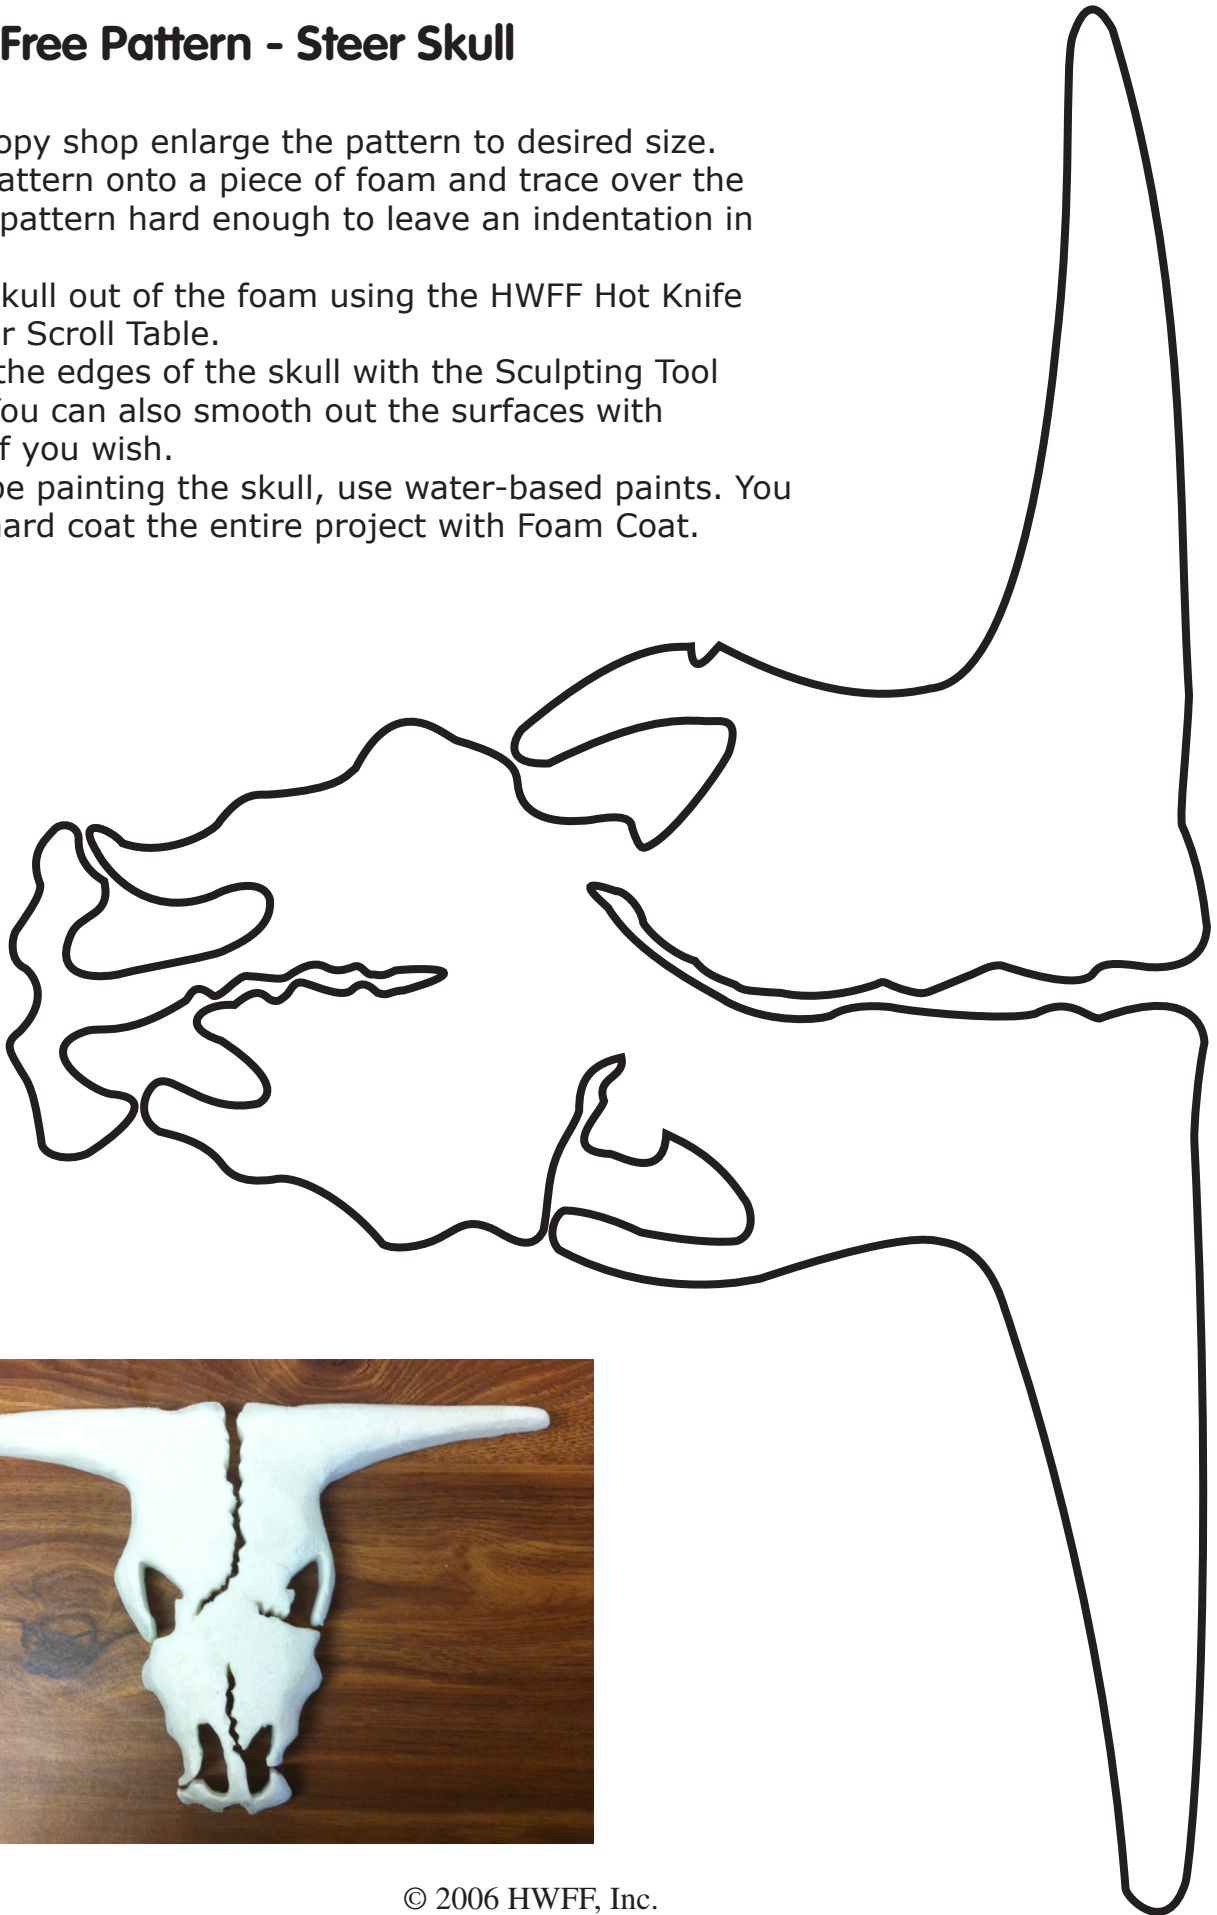 Free Pattern - Steer Skull
opy shop enlarge the pattern to desired size.
attern onto a piece of foam and trace over the
pattern hard enough to leave an indentation in
kull out of the foam using the HWFF Hot Knife
r Scroll Table.
the edges of the skull with the Sculpting Tool
You can also smooth out the surfaces with
f you wish.
be painting the skull, use water-based paints. You
hard coat the entire project with Foam Coat.
© 2006 HWFF, Inc.